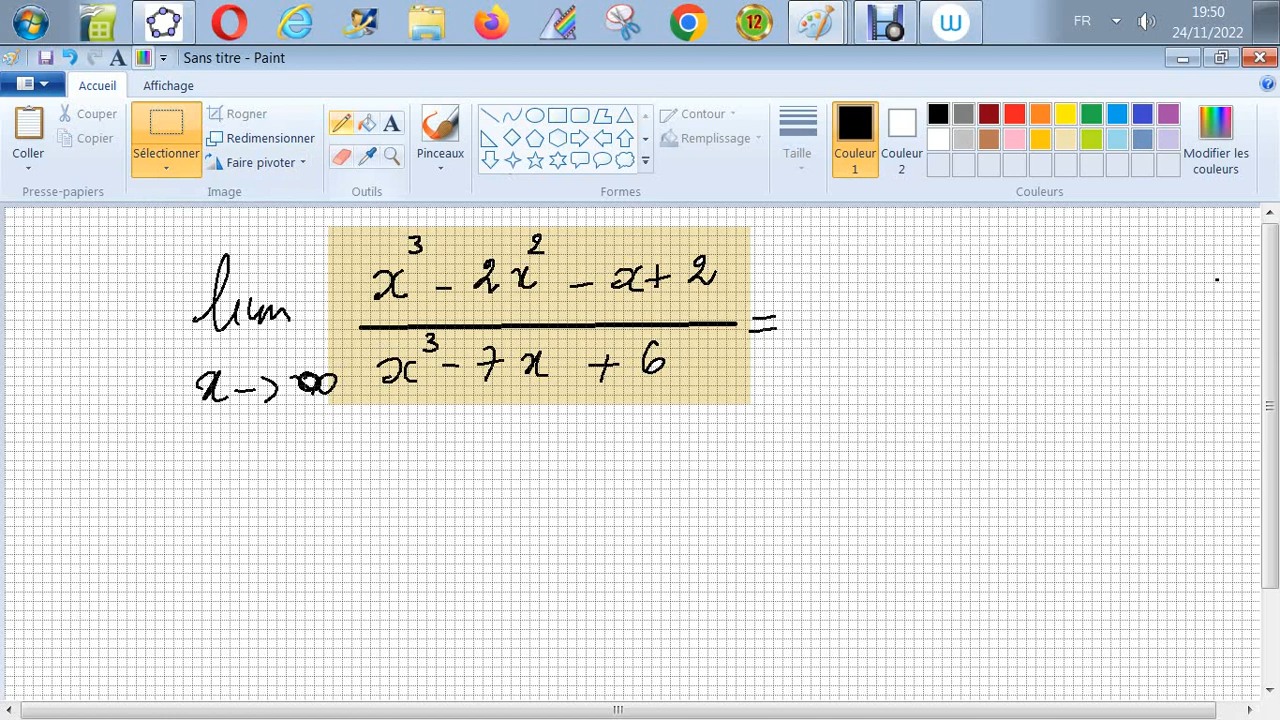 12
FR
19:50
24/11/2022
Sans titre - Paint
Accueil
Affichage
Coller
Couper
Copier
Presse-papiers
Sélectionner
Rogner
Redimensionner
Faire pivoter
Image
Pinceaux
Outils
Contour
Remplissage
Formes
Taille
Couleur 1
Couleur 2
Modifier les couleurs
Couleurs
x³ - 2x² - x + 2
lim =
x³ - 7x + 6
x -> ∞